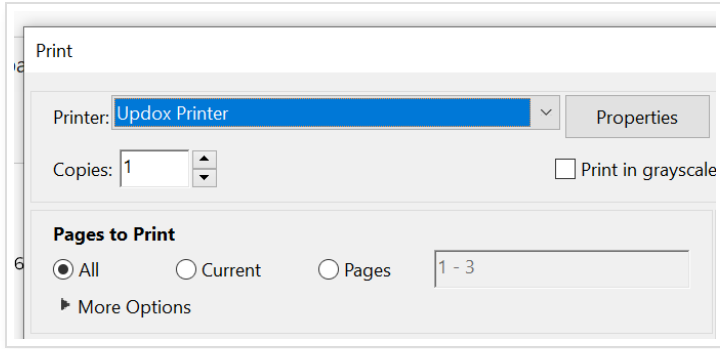 Print
Printer: Updox Printer Properties
Copies: 1 Print in grayscale
Pages to Print
All Current Pages 1 - 3
6
More Options